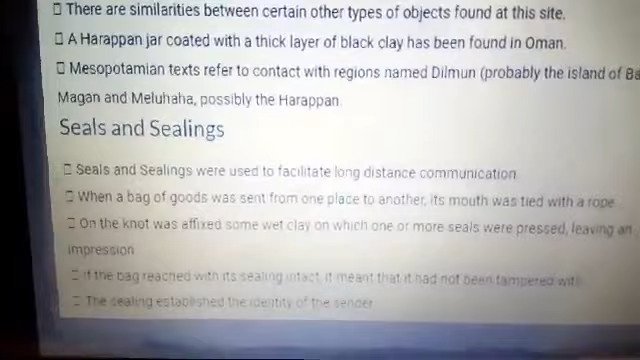 There are similarities between certain other types of objects found at this site.
A Harappan jar coated with a thick layer of black clay has been found in Oman.
Mesopotamian texts refer to contact with regions named Dilmun (probably the island of Ba
Magan and Meluhaha, possibly the Harappan
Seals and Sealings
Seals and Sealings were used to facilitate long distance communication
When a bag of goods was sent from one place to another, its mouth was tied with a rope
On the knot was affixed some wet clay on which one or more seals were pressed, leaving an
impression
If the bag reached with its sealing intact, it meant that it had not been tampered with
The sealing established the identity of the sender